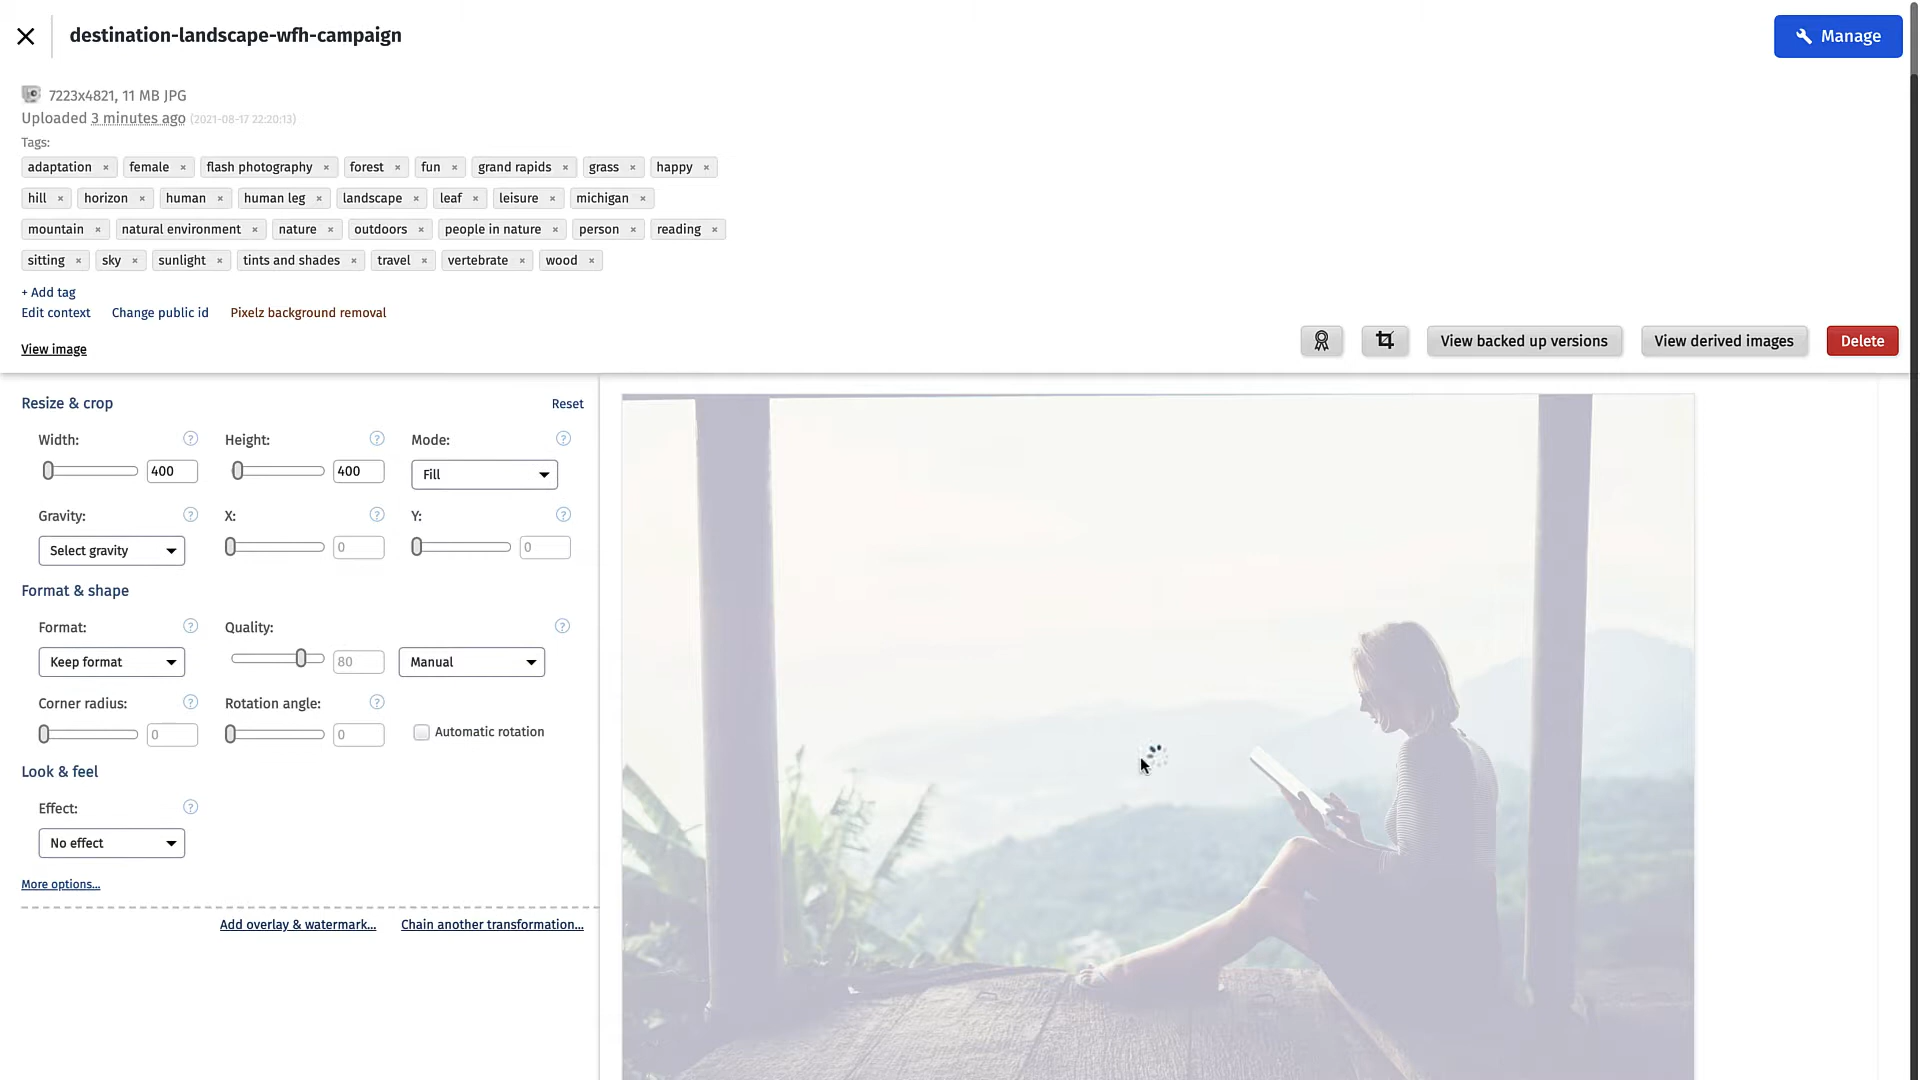 destination-landscape-wfh-campaign
Manage
7223x4821, 11 MB JPG
Uploaded 3 minutes ago (2021-08-17 22:20:13)
Tags:
adaptation × female × flash photography × forest × fun × grand rapids × grass × happy ×
hill × horizon × human × human leg × landscape × leaf × leisure × michigan ×
mountain × natural environment × nature × outdoors × people in nature × person × reading ×
sitting × sky × sunlight × tints and shades × travel × vertebrate × wood ×
+ Add tag
Edit context Change public id Pixelz background removal
View image
View backed up versions View derived images Delete
Resize & crop Reset
Width: ? Height: ? Mode: ?
400 400 Fill
Gravity: ? X: ? Y: ?
Select gravity 0 0
Format & shape
Format: ? Quality: ?
Keep format 80 Manual
Corner radius: ? Rotation angle: ?
0 0 Automatic rotation
Look & feel
Effect: ?
No effect
More options...
Add overlay & watermark... Chain another transformation...